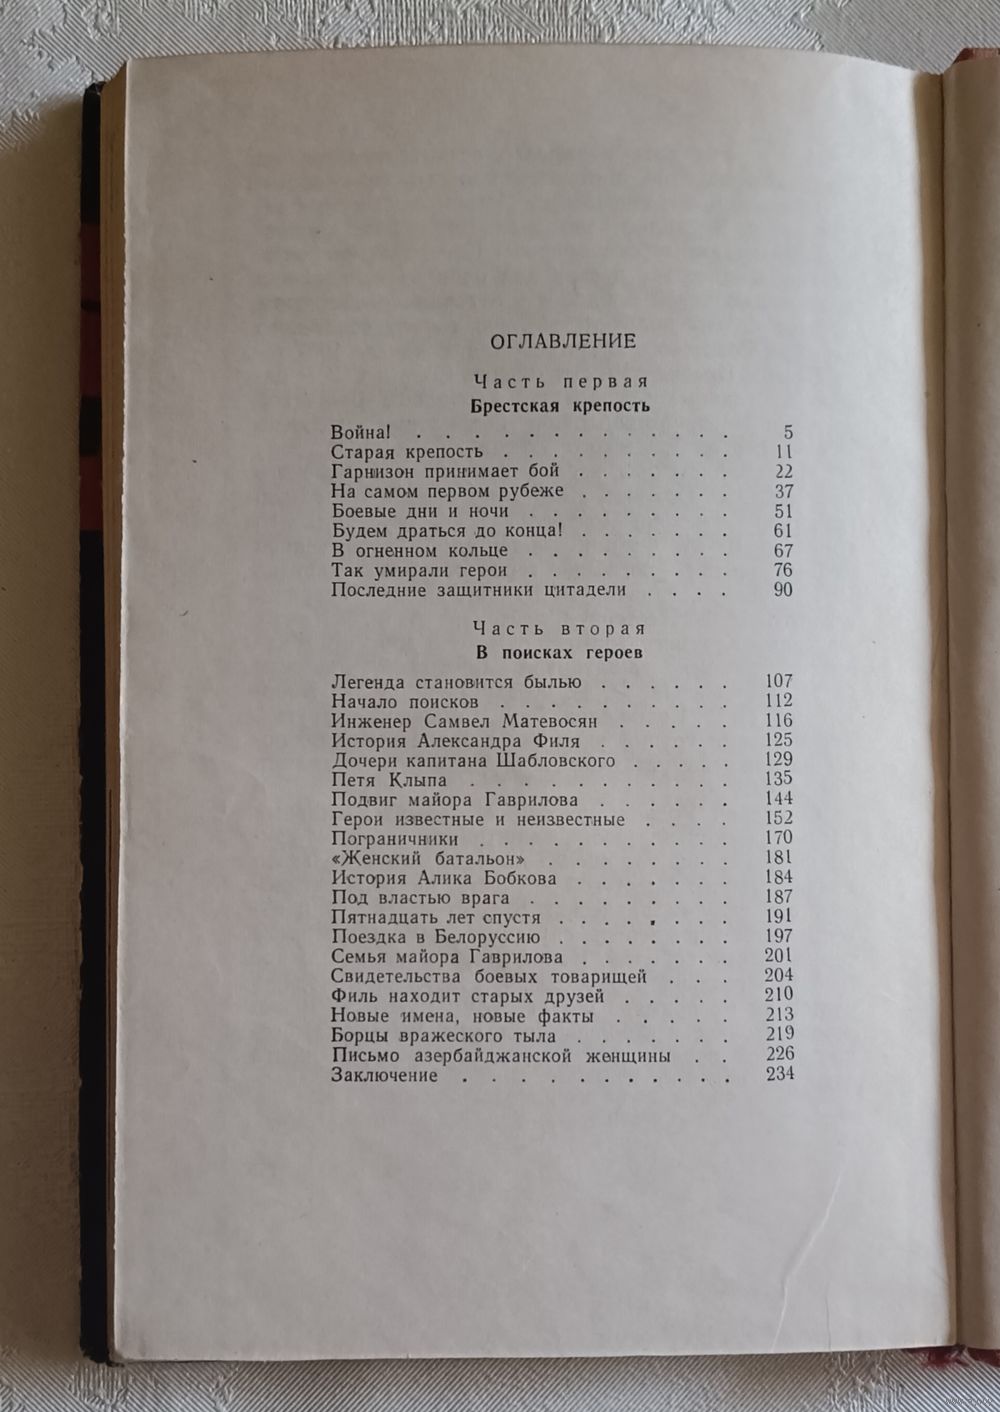 ОГЛАВЛЕНИЕ
Часть первая
Брестская крепость
Война! . . . . . . . . . . . . 5
Старая крепость . . . . . . . . . 11
Гарнизон принимает бой . . . . . . 22
На самом первом рубеже . . . . . . 37
Боевые дни и ночи . . . . . . . . 51
Будем драться до конца! . . . . . . 61
В огненном кольце . . . . . . . . 67
Так умирали герои . . . . . . . . 76
Последние защитники цитадели . . . . 90
Часть вторая
В поисках героев
Легенда становится былью . . . . . 107
Начало поисков . . . . . . . . . 112
Инженер Самвел Матевосян . . . . . 116
История Александра Филя . . . . . 125
Дочери капитана Шабловского . . . . 129
Петя Клыпа . . . . . . . . . . 135
Подвиг майора Гаврилова . . . . . 144
Герои известные и неизвестные . . . . 152
Пограничники . . . . . . . . . 170
«Женский батальон» . . . . . . . 181
История Алика Бобкова . . . . . . 184
Под властью врага . . . . . . . . 187
Пятнадцать лет спустя . . . . . . . 191
Поездка в Белоруссию . . . . . . . 197
Семья майора Гаврилова . . . . . . 201
Свидетельства боевых товарищей . . . 204
Филь находит старых друзей . . . . . 210
Новые имена, новые факты . . . . . 213
Борцы вражеского тыла . . . . . . 219
Письмо азербайджанской женщины . . 226
Заключение . . . . . . . . . . 234